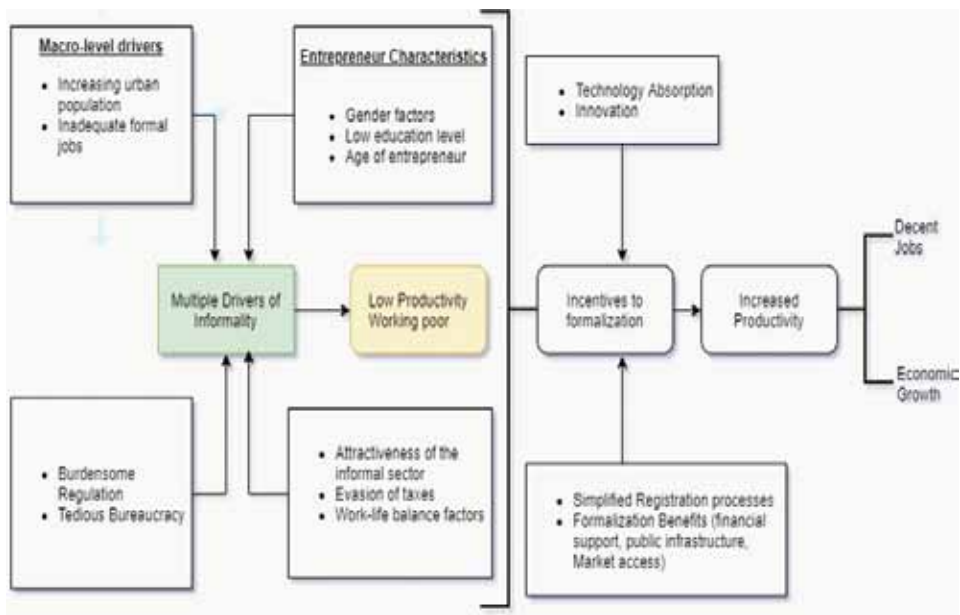 Macro-level drivers
Increasing urban
population
Inadequate formal
jobs
Entrepreneur Characteristics
Gender factors
Low education level
Age of entrepreneur
Technology Absorption
Innovation
Multiple Drivers of
Informality
Low Productivity
Working poor
Incentives to
formalization
Increased
Productivity
Decent
Jobs
Economic
Growth
Burdensome
Regulation
Tedious Bureaucracy
Attractiveness of the
informal sector
Evasion of taxes
Work-life balance factors
Simplified Registration processes
Formalization Benefits (financial
support, public infrastructure,
Market access)